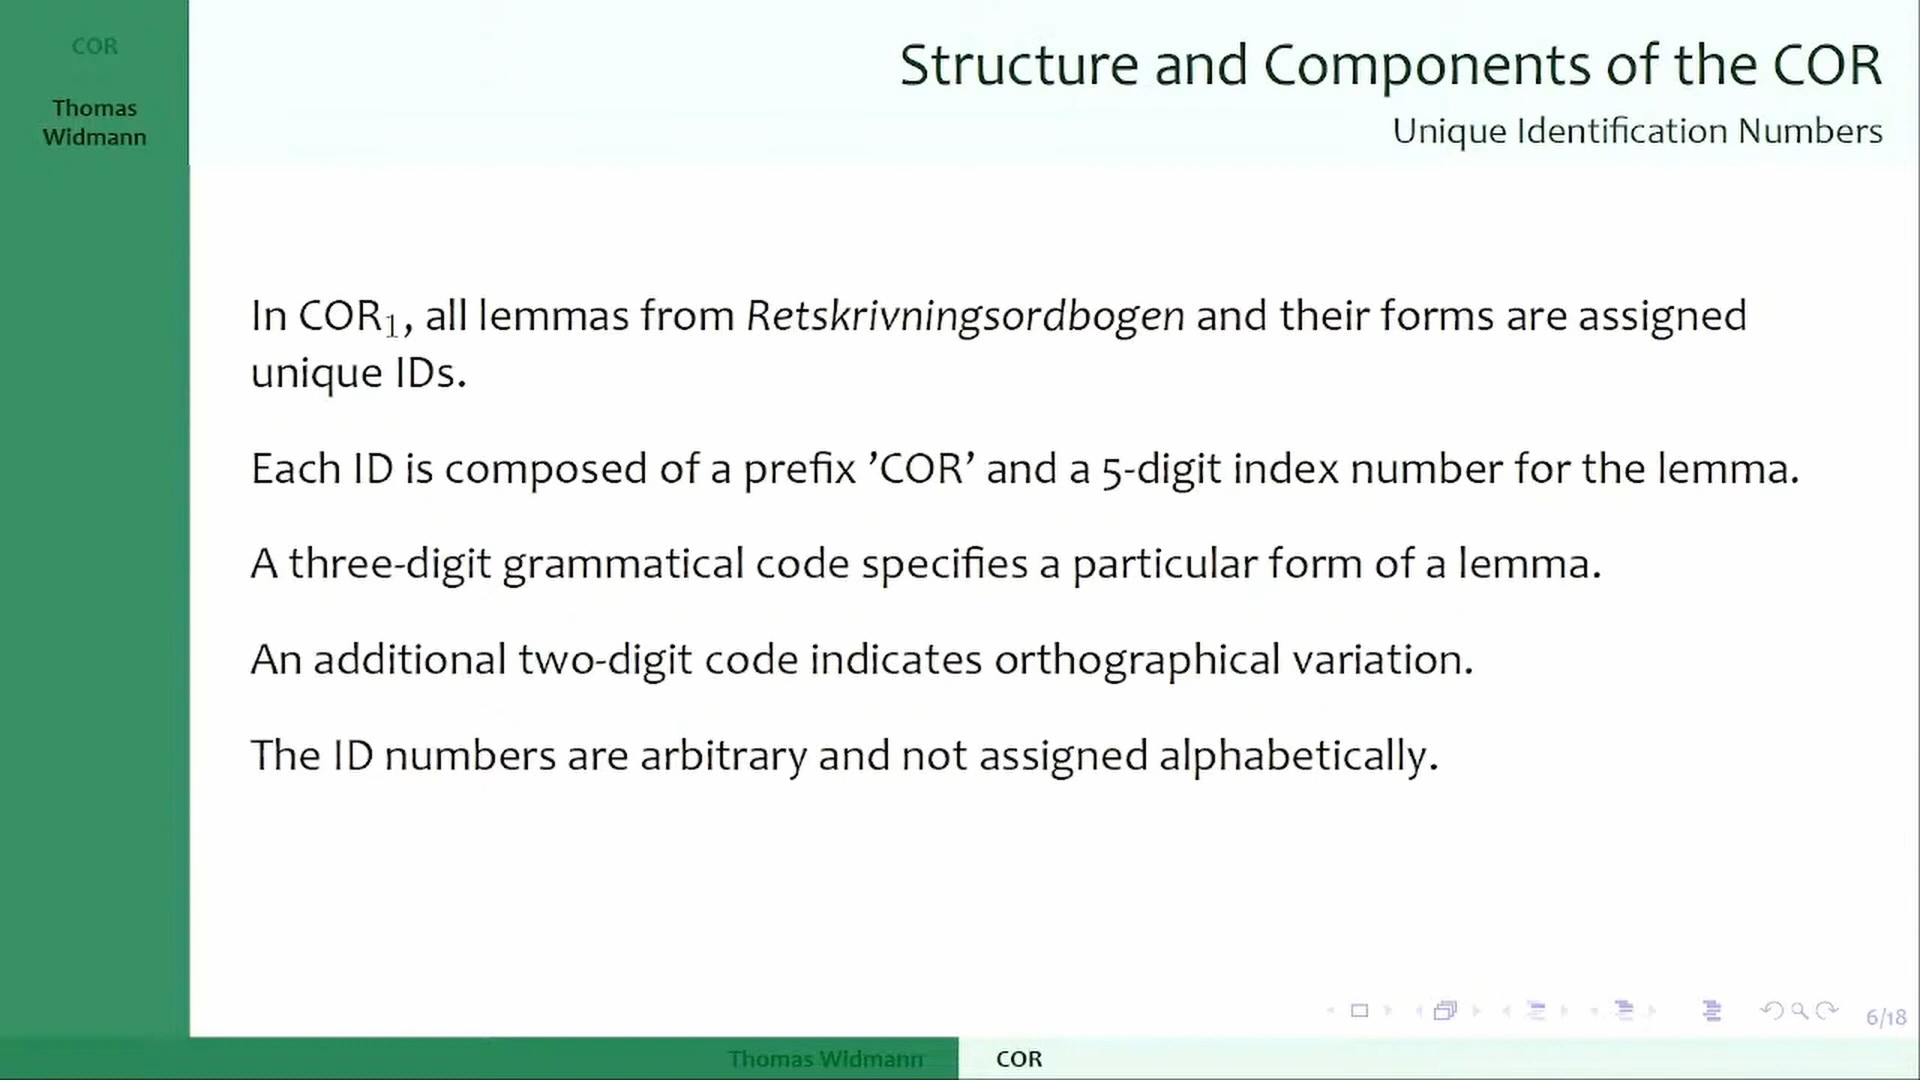 COR
Thomas
Widmann
Structure and Components of the COR
Unique Identification Numbers
In COR₁, all lemmas from Retskrivningsordbogen and their forms are assigned
unique IDs.
Each ID is composed of a prefix ’COR’ and a 5-digit index number for the lemma.
A three-digit grammatical code specifies a particular form of a lemma.
An additional two-digit code indicates orthographical variation.
The ID numbers are arbitrary and not assigned alphabetically.
6/18
Thomas Widmann COR